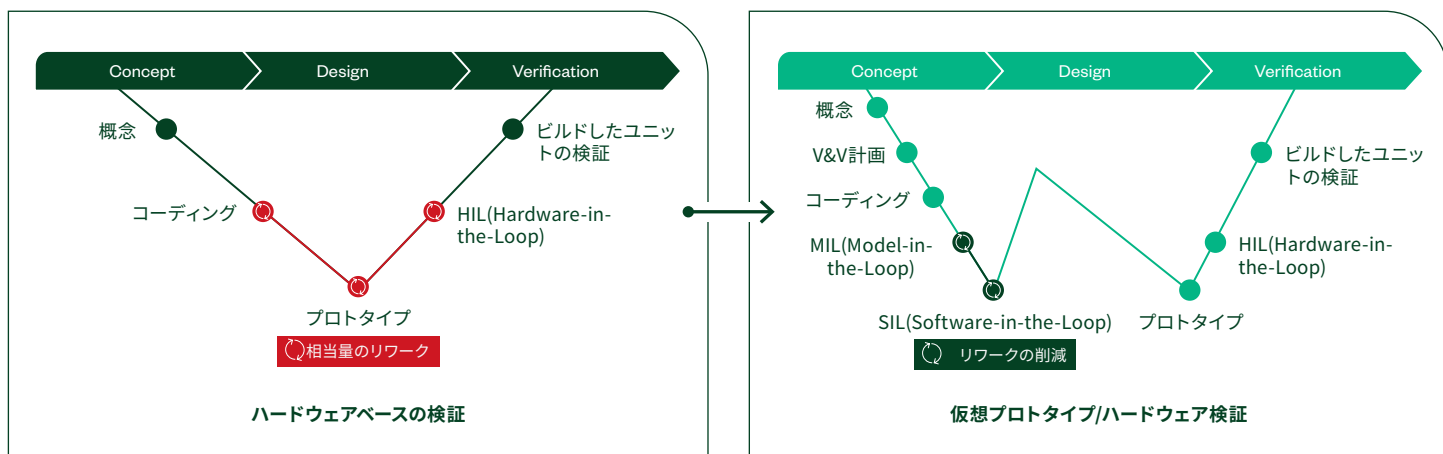 Concept
Design
Verification
概念
ビルドしたユニッ
トの検証
コーディング
HIL(Hardware-in-
the-Loop)
プロトタイプ
相当量のリワーク
ハードウェアベースの検証
Concept
Design
Verification
概念
V&V計画
ビルドしたユニッ
トの検証
コーディング
MIL(Model-in-
the-Loop)
HIL(Hardware-in-
the-Loop)
SIL(Software-in-the-Loop)
プロトタイプ
リワークの削減
仮想プロトタイプ/ハードウェア検証